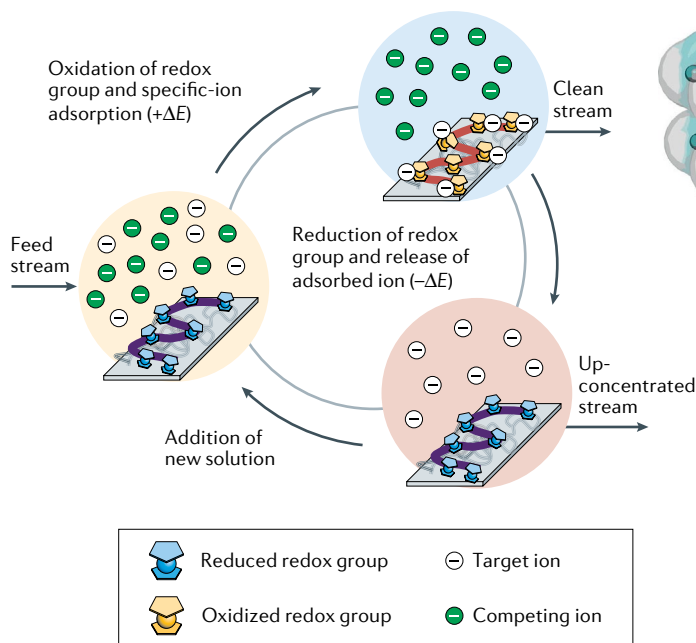 Oxidation of redox
group and specific-ion
adsorption (+ΔE)
Clean
stream
Feed
stream
Reduction of redox
group and release of
adsorbed ion (−ΔE)
Up-
concentrated
stream
Addition of
new solution
Reduced redox group
Target ion
Oxidized redox group
Competing ion